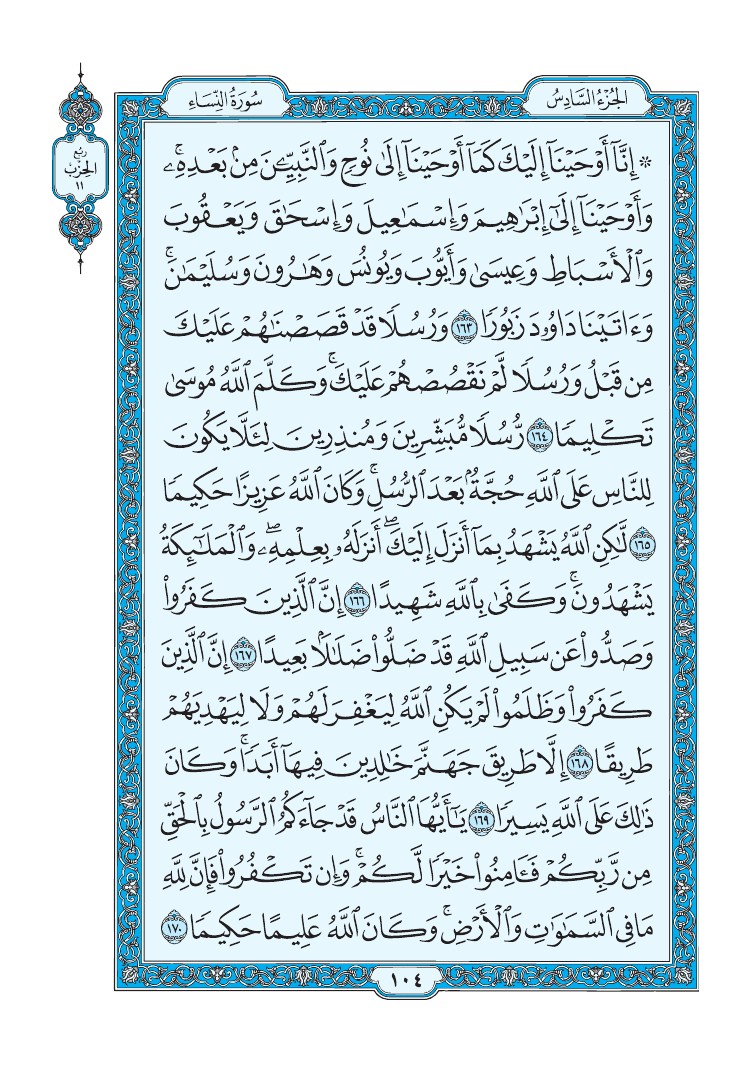 الجُزْءُ السَّادِسُ
سُورَةُ النِّسَاءِ
رُبْع
الحِزْب
١١
۞ إِنَّآ أَوۡحَيۡنَآ إِلَيۡكَ كَمَآ أَوۡحَيۡنَآ إِلَىٰ نُوحٖ وَٱلنَّبِيِّـۧنَ مِنۢ بَعۡدِهِۦۚ
وَأَوۡحَيۡنَآ إِلَىٰٓ إِبۡرَٰهِيمَ وَإِسۡمَٰعِيلَ وَإِسۡحَٰقَ وَيَعۡقُوبَ
وَٱلۡأَسۡبَاطِ وَعِيسَىٰ وَأَيُّوبَ وَيُونُسَ وَهَٰرُونَ وَسُلَيۡمَٰنَۚ
وَءَاتَيۡنَا دَاوُۥدَ زَبُورٗا ١٦٣ وَرُسُلٗا قَدۡ قَصَصۡنَٰهُمۡ عَلَيۡكَ
مِن قَبۡلُ وَرُسُلٗا لَّمۡ نَقۡصُصۡهُمۡ عَلَيۡكَۚ وَكَلَّمَ ٱللَّهُ مُوسَىٰ
تَكۡلِيمٗا ١٦٤ رُّسُلٗا مُّبَشِّرِينَ وَمُنذِرِينَ لِئَلَّا يَكُونَ
لِلنَّاسِ عَلَى ٱللَّهِ حُجَّةُۢ بَعۡدَ ٱلرُّسُلِۚ وَكَانَ ٱللَّهُ عَزِيزًا حَكِيمٗا
١٦٥ لَّٰكِنِ ٱللَّهُ يَشۡهَدُ بِمَآ أَنزَلَ إِلَيۡكَۖ أَنزَلَهُۥ بِعِلۡمِهِۦۖ وَٱلۡمَلَٰٓئِكَةُ
يَشۡهَدُونَۚ وَكَفَىٰ بِٱللَّهِ شَهِيدًا ١٦٦ إِنَّ ٱلَّذِينَ كَفَرُواْ
وَصَدُّواْ عَن سَبِيلِ ٱللَّهِ قَدۡ ضَلُّواْ ضَلَٰلَۢا بَعِيدًا ١٦٧ إِنَّ ٱلَّذِينَ
كَفَرُواْ وَظَلَمُواْ لَمۡ يَكُنِ ٱللَّهُ لِيَغۡفِرَ لَهُمۡ وَلَا لِيَهۡدِيَهُمۡ
طَرِيقًا ١٦٨ إِلَّا طَرِيقَ جَهَنَّمَ خَٰلِدِينَ فِيهَآ أَبَدٗاۚ وَكَانَ
ذَٰلِكَ عَلَى ٱللَّهِ يَسِيرٗا ١٦٩ يَٰٓأَيُّهَا ٱلنَّاسُ قَدۡ جَآءَكُمُ ٱلرَّسُولُ بِٱلۡحَقِّ
مِن رَّبِّكُمۡ فَـَٔامِنُواْ خَيۡرٗا لَّكُمۡۚ وَإِن تَكۡفُرُواْ فَإِنَّ لِلَّهِ
مَا فِي ٱلسَّمَٰوَٰتِ وَٱلۡأَرۡضِۚ وَكَانَ ٱللَّهُ عَلِيمًا حَكِيمٗا ١٧٠
١٠٤